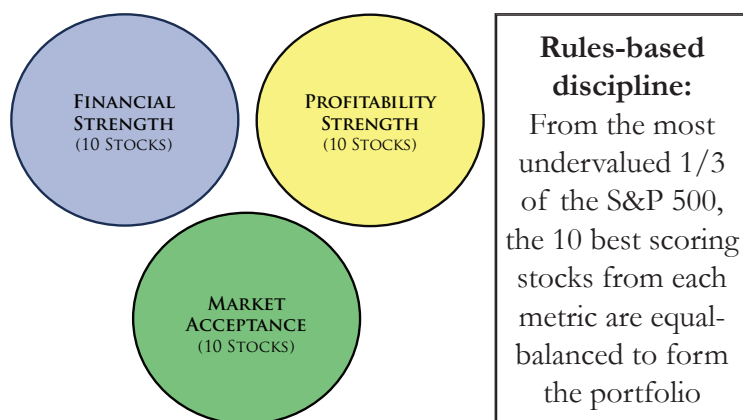 FINANCIAL
STRENGTH
(10 STOCKS)
PROFITABILITY
STRENGTH
(10 STOCKS)
MARKET
ACCEPTANCE
(10 STOCKS)
Rules-based
discipline:
From the most
undervalued 1/3
of the S&P 500,
the 10 best scoring
stocks from each
metric are equal-
balanced to form
the portfolio